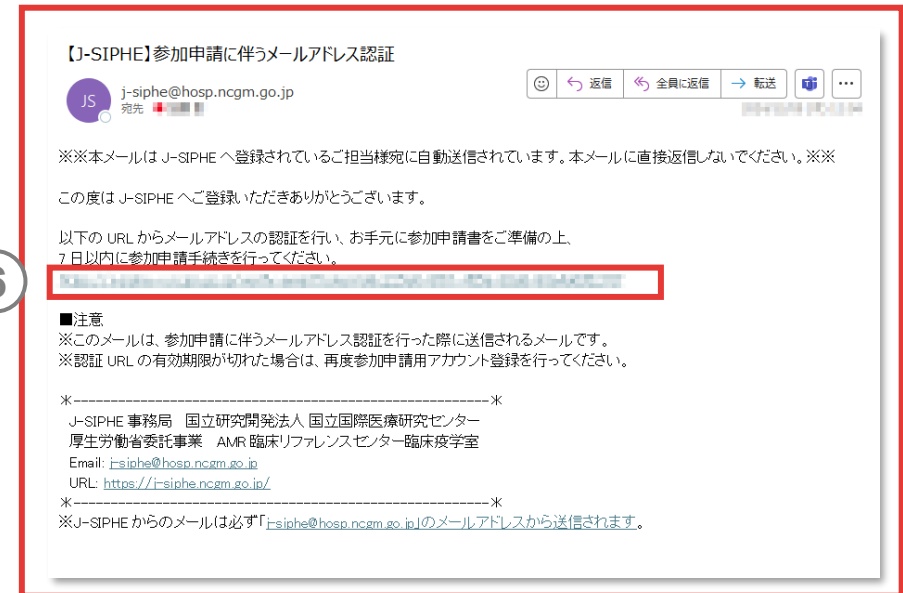 【J-SIPHE】参加申請に伴うメールアドレス認証
JS
j-siphe@hosp.ncgm.go.jp
宛先
返信
全員に返信
転送
※※本メールは J-SIPHE へ登録されているご担当様宛に自動送信されています。本メールに直接返信しないでください。※※
この度は J-SIPHE へご登録いただきありがとうございます。
以下の URL からメールアドレスの認証を行い、お手元に参加申請書をご準備の上、
7 日以内に参加申請手続きを行ってください。
6
■注意
※このメールは、参加申請に伴うメールアドレス認証を行った際に送信されるメールです。
※認証 URL の有効期限が切れた場合は、再度参加申請用アカウント登録を行ってください。
*----------------------------------------------------*
J-SIPHE 事務局 国立研究開発法人 国立国際医療研究センター
厚生労働省委託事業 AMR 臨床リファレンスセンター臨床疫学室
Email: j-siphe@hosp.ncgm.go.jp
URL: https://j-siphe.ncgm.go.jp/
*----------------------------------------------------*
※J-SIPHE からのメールは必ず「j-siphe@hosp.ncgm.go.jp」のメールアドレスから送信されます。